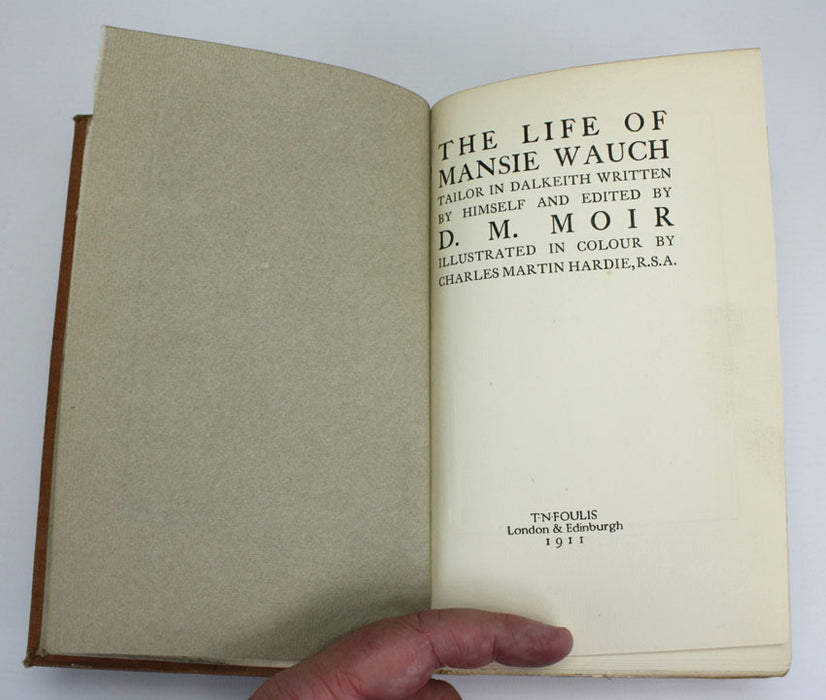 THE LIFE OF
MANSIE WAUCH
TAILOR IN DALKEITH WRITTEN
BY HIMSELF AND EDITED BY
D. M. MOIR
ILLUSTRATED IN COLOUR BY
CHARLES MARTIN HARDIE, R.S.A.
T·N·FOULIS
London & Edinburgh
1911